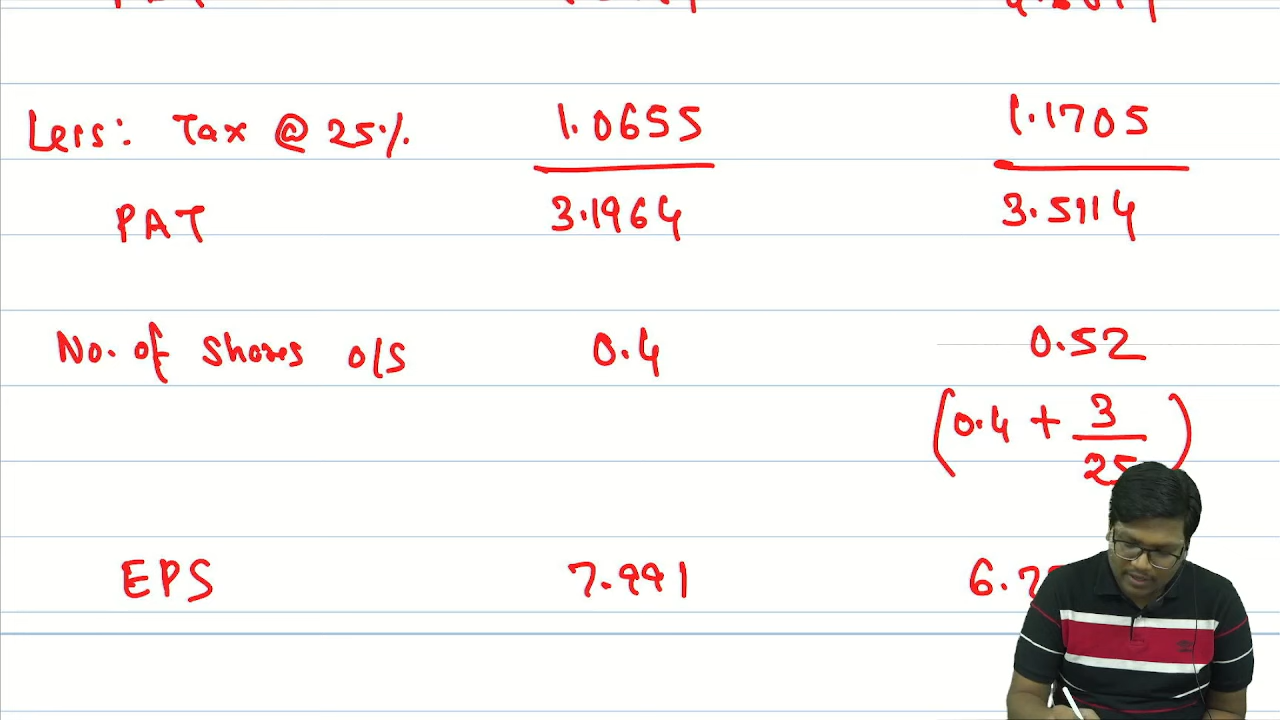 Less: Tax @ 25% 1.0655 1.1705
PAT 3.1964 3.5114
No. of shares o/s 0.4 0.52
(0.4 + 3/25)
EPS 7.991